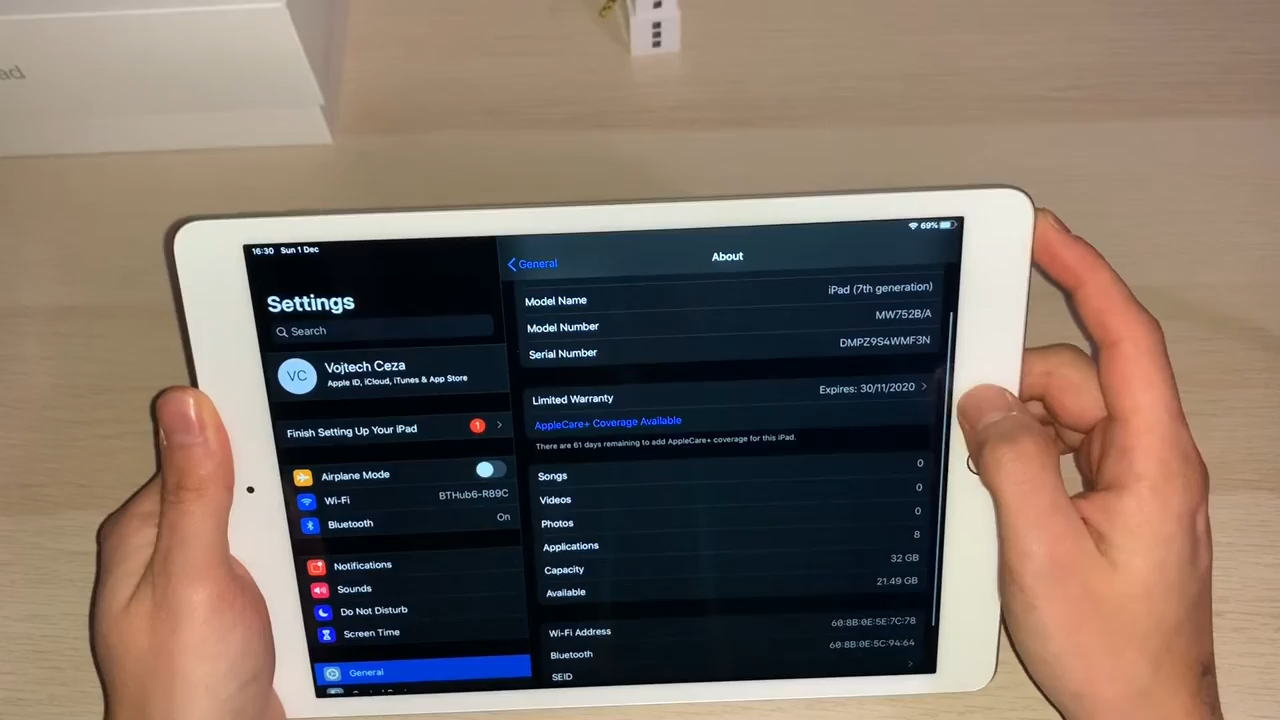 ad
16:30 Sun 1 Dec
69%
Settings
Search
VC
Vojtech Ceza
Apple ID, iCloud, iTunes & App Store
Finish Setting Up Your iPad 1
Airplane Mode
Wi-Fi BTHub6-R89C
Bluetooth On
Notifications
Sounds
Do Not Disturb
Screen Time
General
General
About
Model Name iPad (7th generation)
Model Number MW752B/A
Serial Number DMPZ9S4WMF3N
Limited Warranty Expires: 30/11/2020
AppleCare+ Coverage Available
There are 61 days remaining to add AppleCare+ coverage for this iPad.
Songs 0
Videos 0
Photos 0
Applications 8
Capacity 32 GB
Available 21.49 GB
Wi-Fi Address 60:8B:0E:5E:7C:78
Bluetooth 60:8B:0E:5C:94:64
SEID